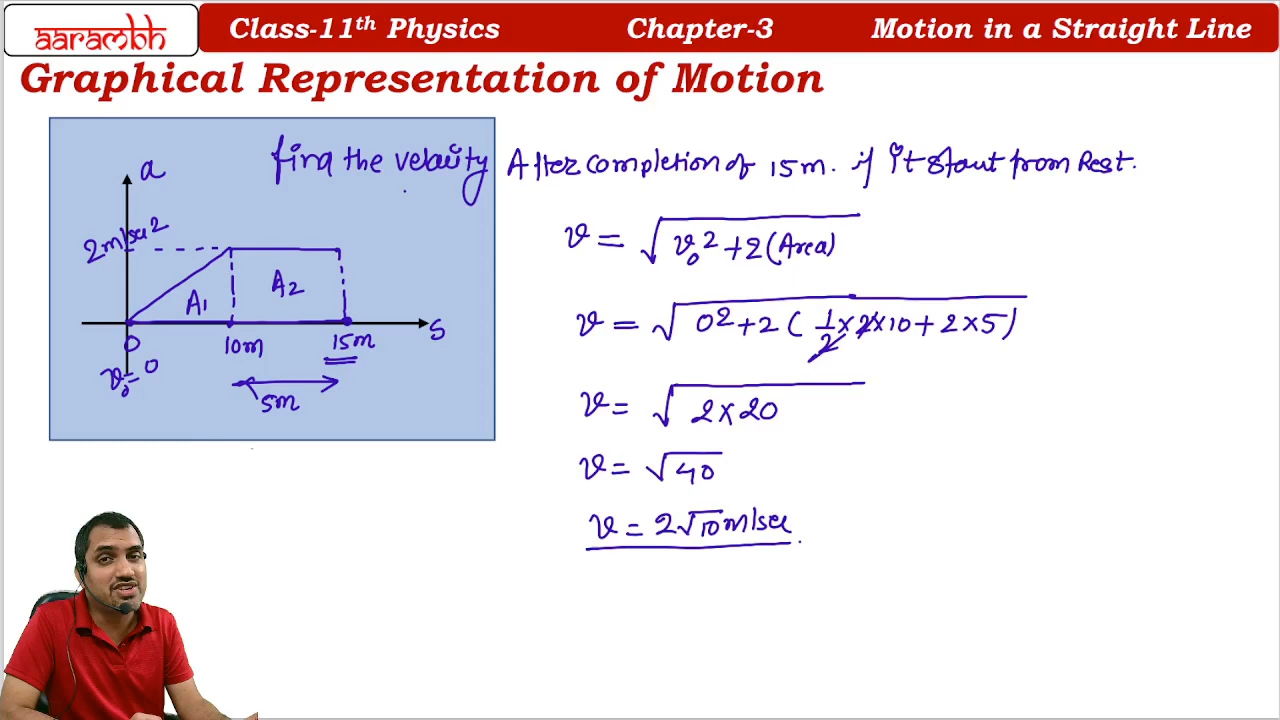 aarambh
Class-11th Physics Chapter-3 Motion in a Straight Line
Graphical Representation of Motion
find the velocity After completion of 15m. if it start from Rest.
a
2m/sec2
A1
A2
0
10m
15m
S
v0=0
5m
v = √v0² + 2(Area)
v = √0² + 2(1/2×2×10 + 2×5)
v = √2×20
v = √40
v = 2√10 m/sec.